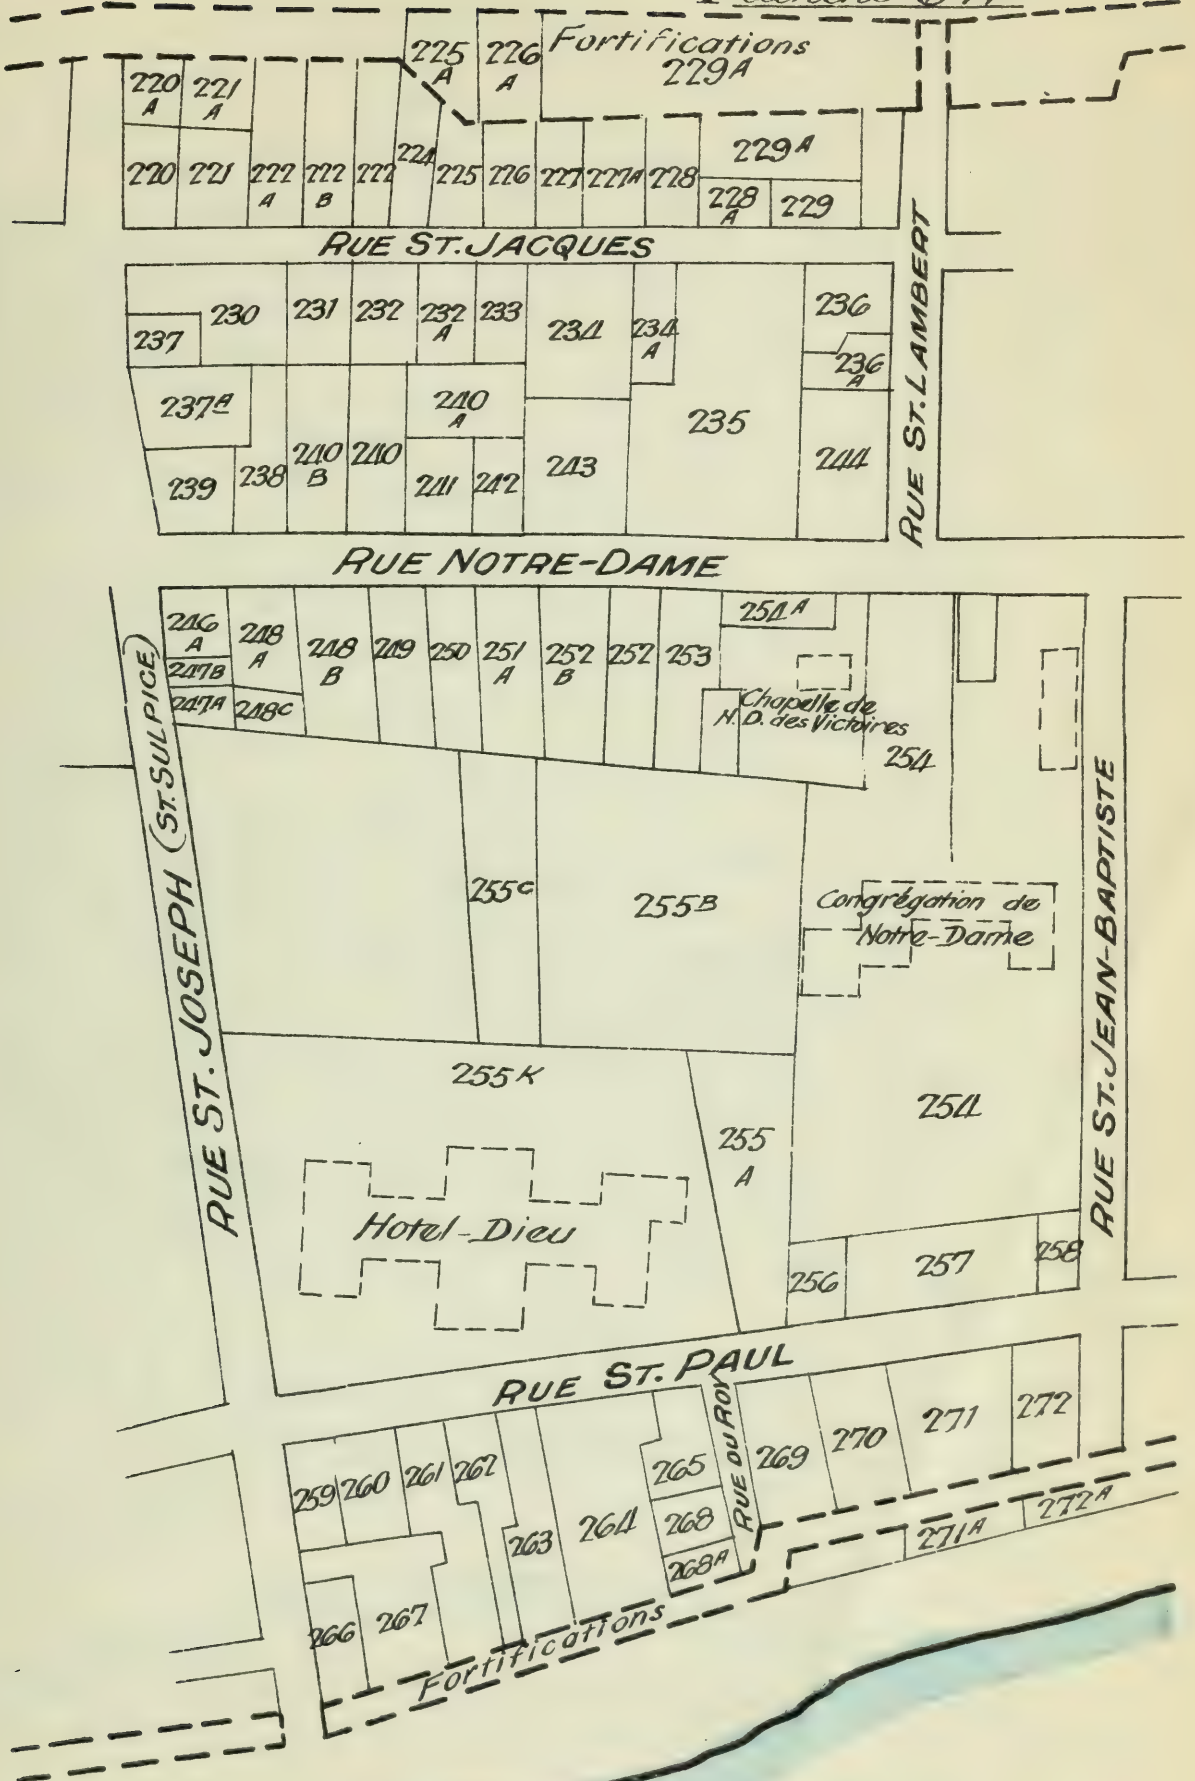 Fortifications
229A
225
A
226
A
220
A
221
A
220
221
222
A
222
B
222
224
225
226
227
227A
228
229A
228
A
229
RUE ST. JACQUES
RUE ST. LAMBERT
230
231
232
232
A
233
234
234
A
236
237
236
A
235
237A
240
A
239
238
240
B
240
241
242
243
244
RUE NOTRE-DAME
246
A
247B
247A
248
A
248C
248
B
249
250
251
A
252
B
252
253
254A
Chapelle de
N. D. des Victoires
254
RUE ST. JOSEPH (ST. SULPICE)
RUE ST. JEAN-BAPTISTE
255C
255B
Congrégation de
Notre-Dame
255K
255
A
254
Hotel-Dieu
256
257
258
RUE ST. PAUL
RUE DU ROY
259
260
261
262
263
264
265
268
268A
269
270
271
272
266
267
271A
272A
Fortifications